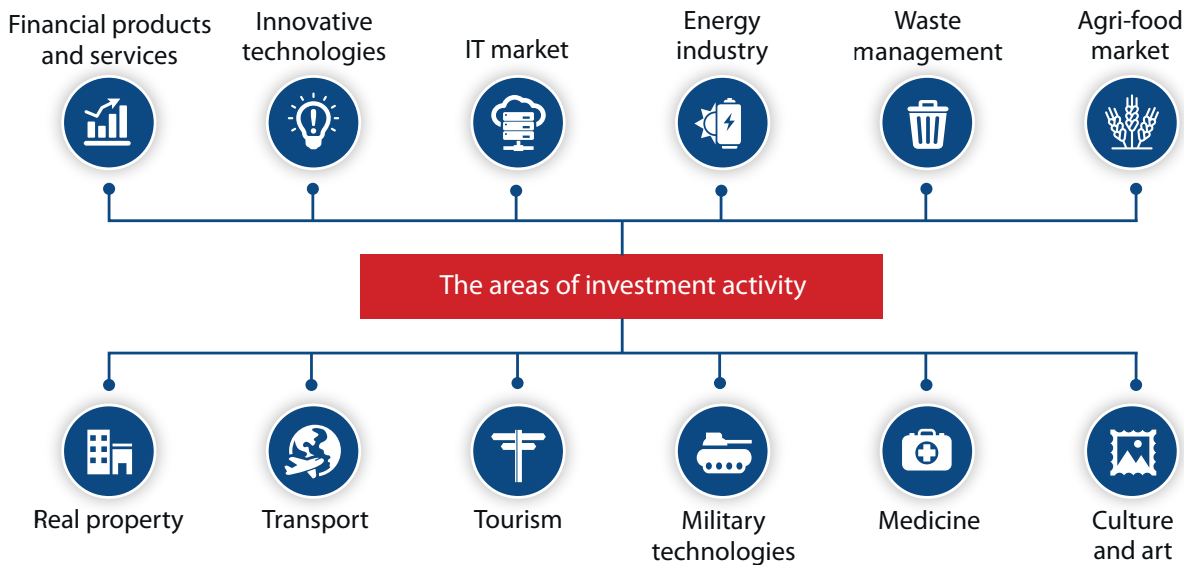 Financial products
and services
Innovative
technologies
IT market
Energy
industry
Waste
management
Agri-food
market
The areas of investment activity
Real property
Transport
Tourism
Military
technologies
Medicine
Culture
and art